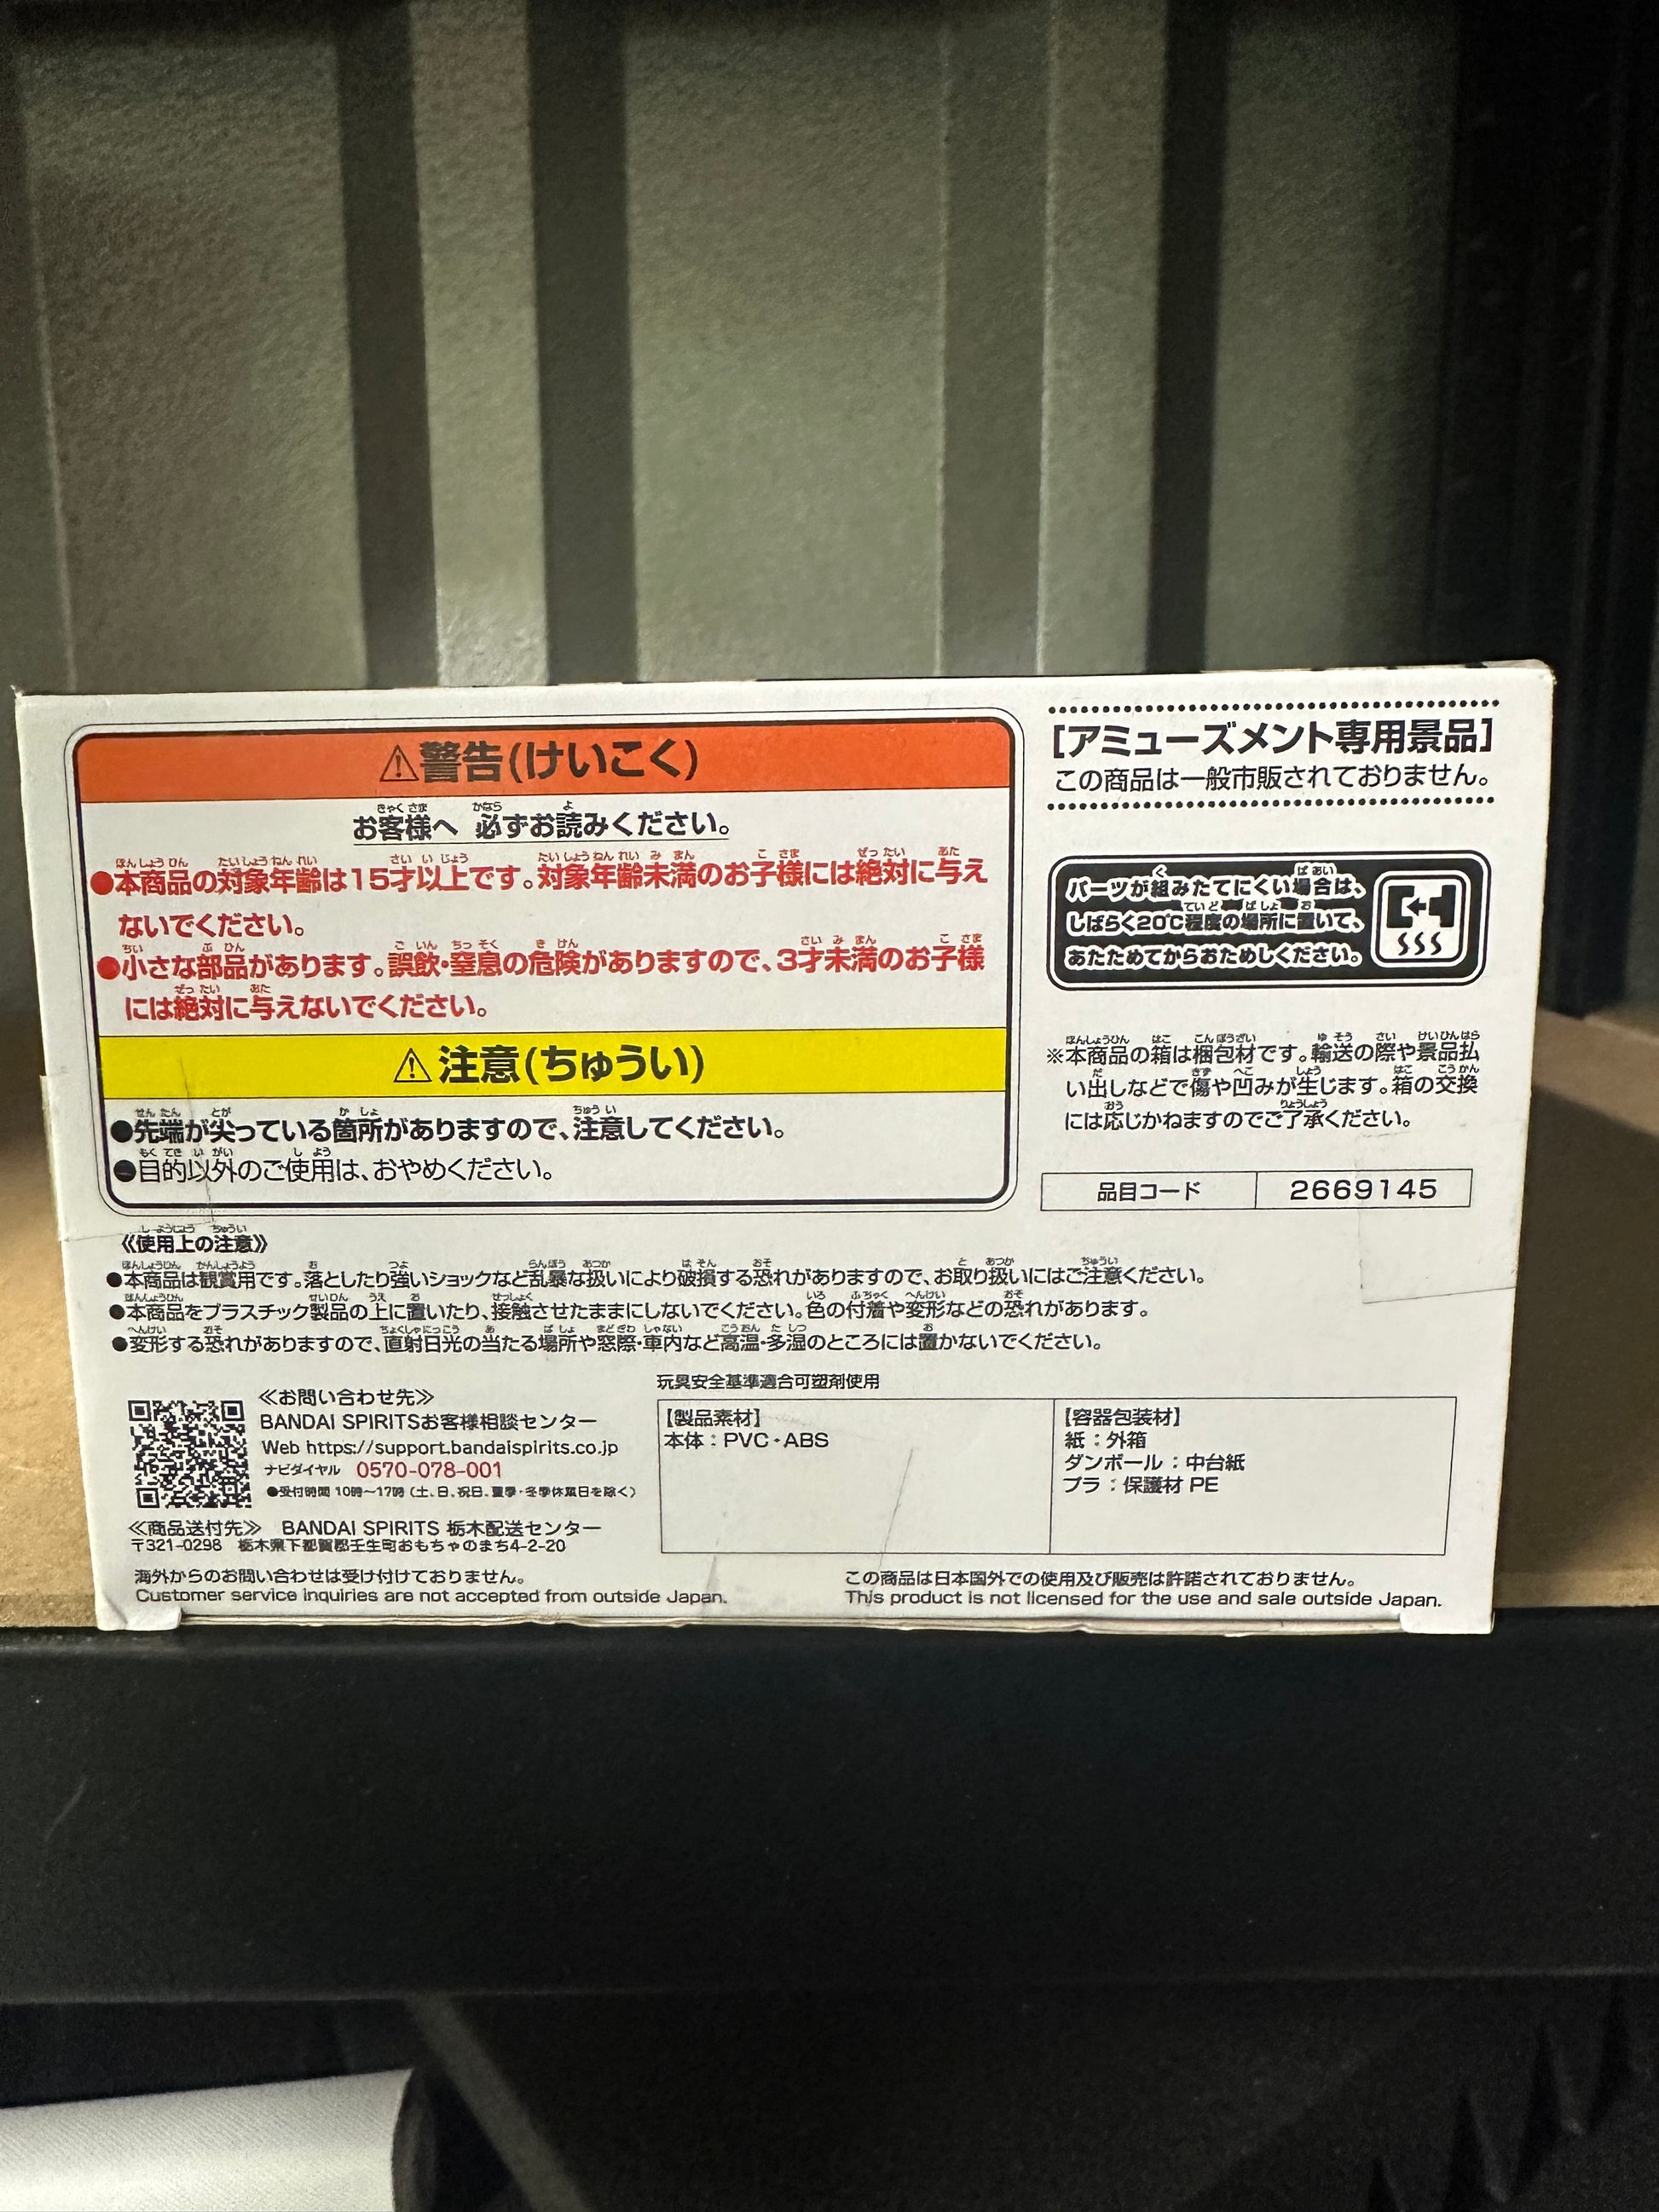 ⚠警告(けいこく)
お客様へ 必ずお読みください。
●本商品の対象年齢は15才以上です。対象年齢未満のお子様には絶対に与え
ないでください。
●小さな部品があります。誤飲・窒息の危険がありますので、3才未満のお子様
には絶対に与えないでください。
⚠注意(ちゅうい)
●先端が尖っている箇所がありますので、注意してください。
●目的以外のご使用は、おやめください。
[アミューズメント専用景品]
この商品は一般市販されておりません。
パーツが組みたてにくい場合は、
しばらく20℃程度の場所に置いて、
あたためてからおためしください。
※本商品の箱は梱包材です。輸送の際や景品払
い出しなどで傷や凹みが生じます。箱の交換
には応じかねますのでご了承ください。
品目コード 2669145
≪使用上の注意≫
●本商品は観賞用です。落としたり強いショックなど乱暴な扱いにより破損する恐れがありますので、お取り扱いにはご注意ください。
●本商品をプラスチック製品の上に置いたり、接触させたままにしないでください。色の付着や変形などの恐れがあります。
●変形する恐れがありますので、直射日光の当たる場所や窓際・車内など高温・多湿のところには置かないでください。
≪お問い合わせ先≫
BANDAI SPIRITSお客様相談センター
Web https://support.bandaispirits.co.jp
ナビダイヤル 0570-078-001
●受付時間 10時〜17時 (土、日、祝日、夏季・冬季休業日を除く)
≪商品送付先≫ BANDAI SPIRITS 栃木配送センター
〒321-0298 栃木県下都賀郡壬生町おもちゃのまち4-2-20
玩具安全基準適合可塑剤使用
【製品素材】
本体：PVC・ABS
【容器包装材】
紙：外箱
ダンボール：中台紙
プラ：保護材 PE
海外からのお問い合わせは受け付けておりません。
Customer service inquiries are not accepted from outside Japan.
この商品は日本国外での使用及び販売は許諾されておりません。
This product is not licensed for the use and sale outside Japan.